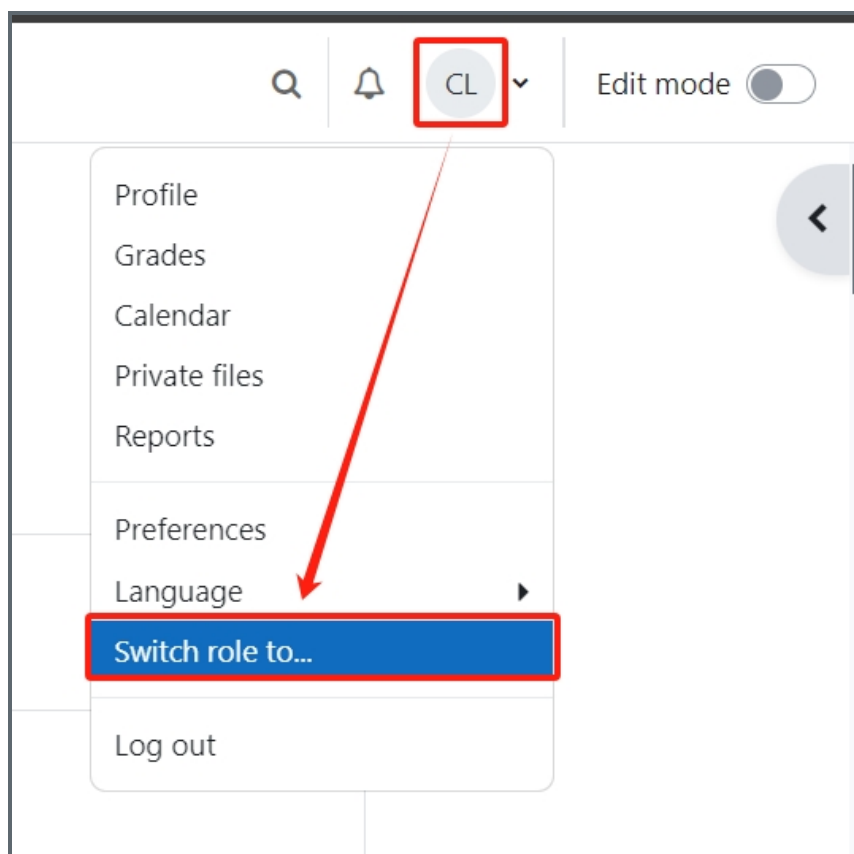 CL
Edit mode
Profile
Grades
Calendar
Private files
Reports
Preferences
Language
Switch role to...
Log out